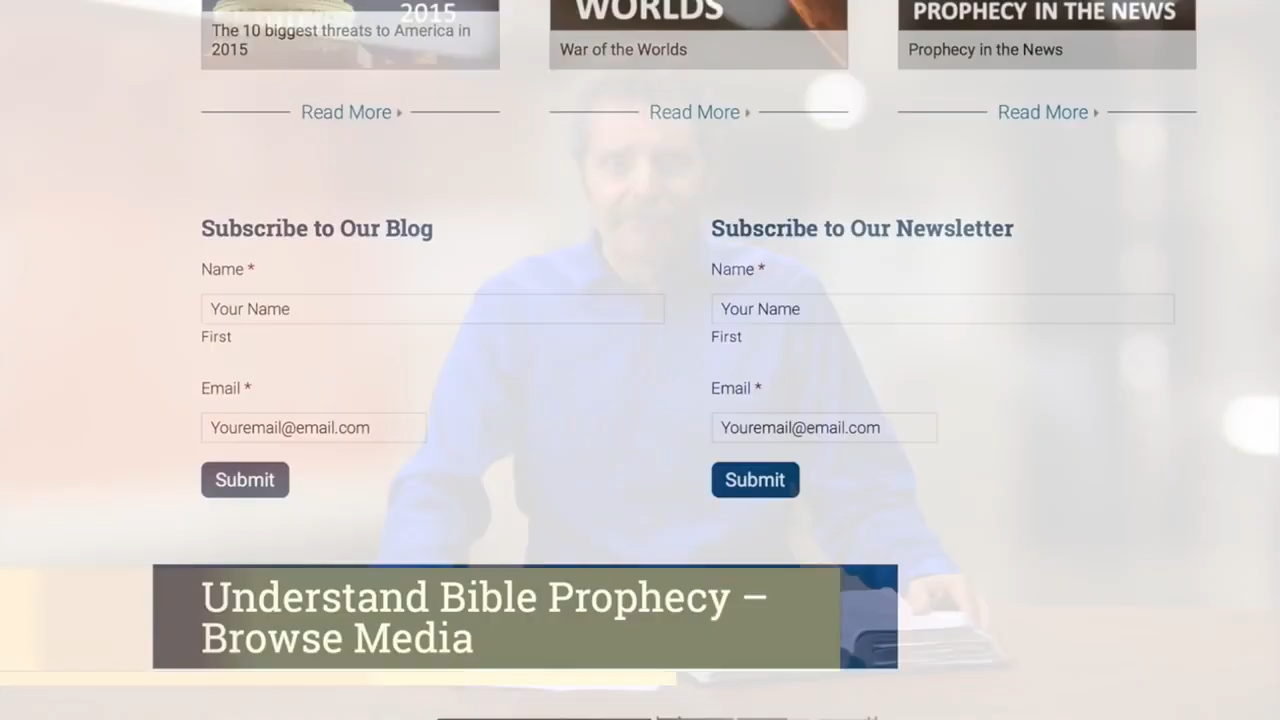 2015
WORLDS
PROPHECY IN THE NEWS
The 10 biggest threats to America in
2015
War of the Worlds
Prophecy in the News
Read More
Read More
Read More
Subscribe to Our Blog
Subscribe to Our Newsletter
Name *
Name *
Your Name
Your Name
First
First
Email *
Email *
Youremail@email.com
Youremail@email.com
Submit
Submit
Understand Bible Prophecy –
Browse Media